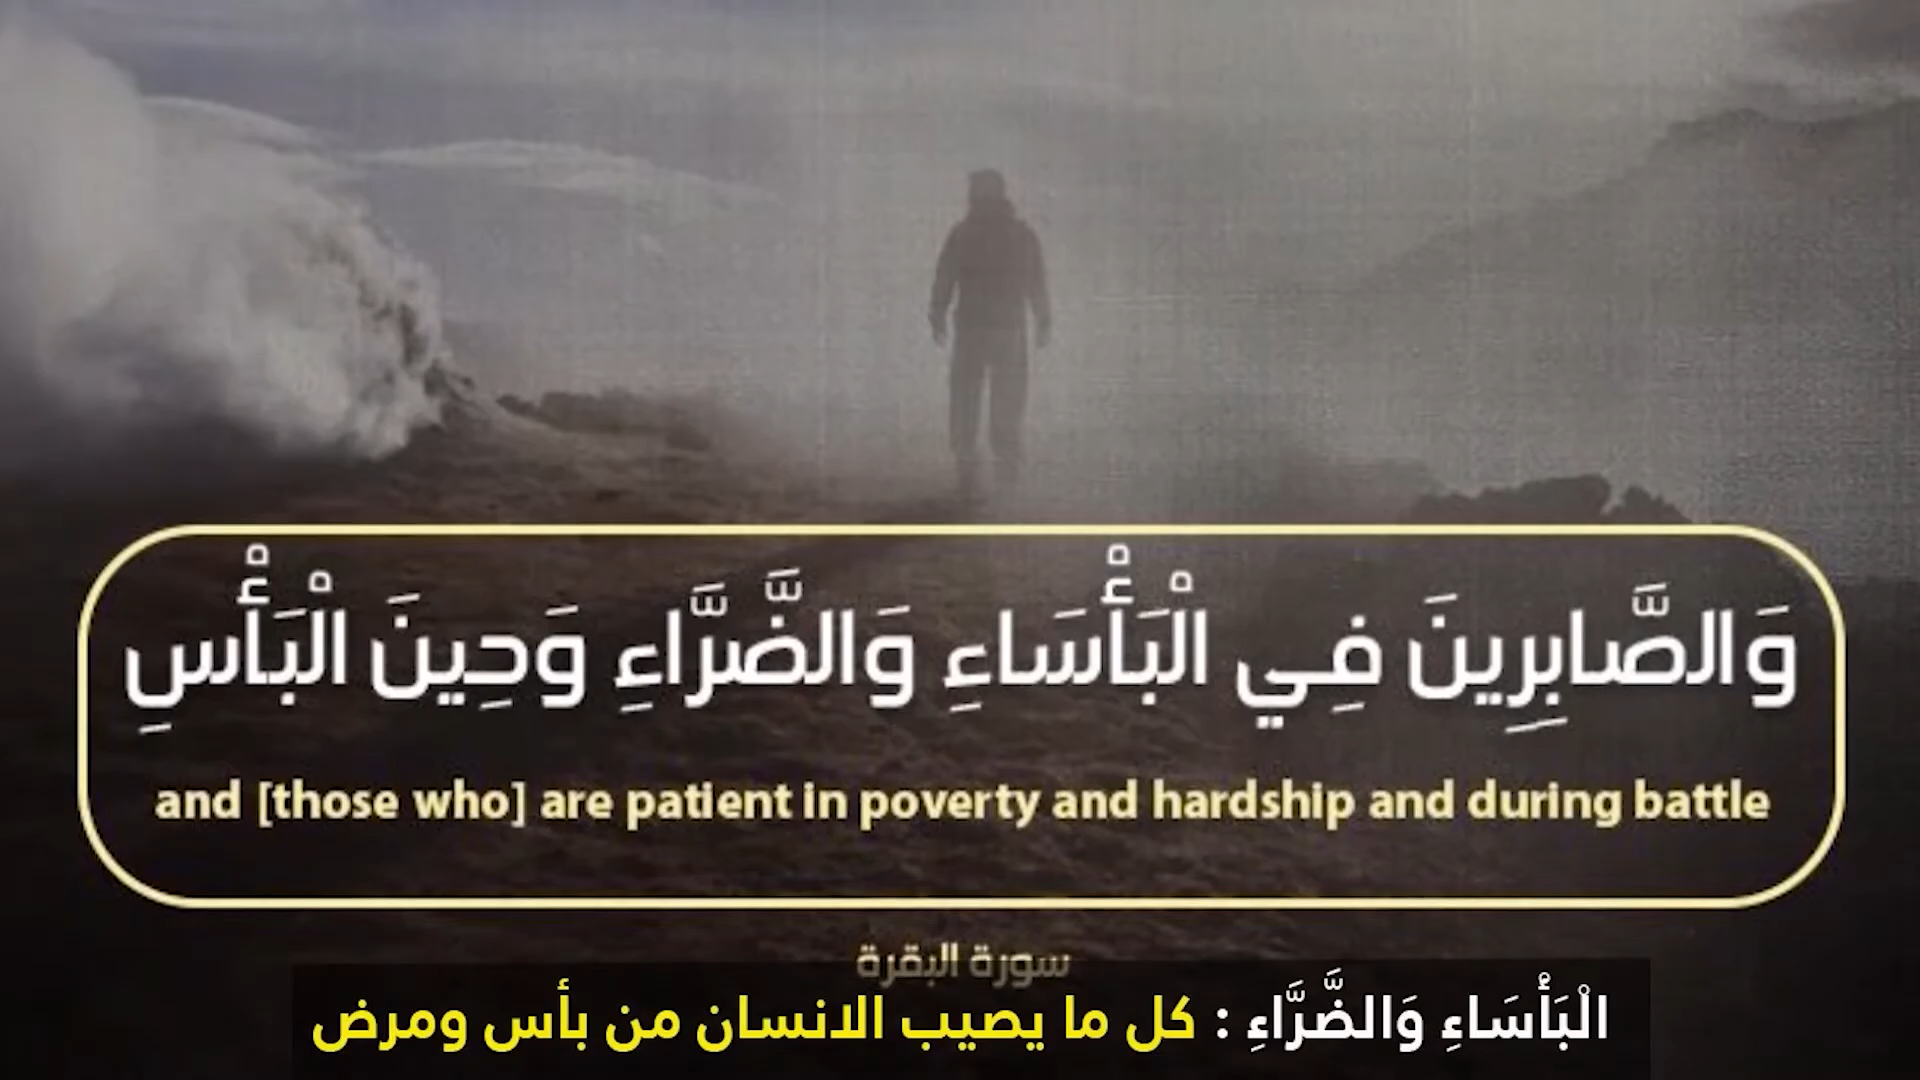 وَالصَّابِرِينَ فِي الْبَأْسَاءِ وَالضَّرَّاءِ وَحِينَ الْبَأْسِ
and [those who] are patient in poverty and hardship and during battle
سورة البقرة
الْبَأْسَاءِ وَالضَّرَّاءِ : كل ما يصيب الانسان من بأس ومرض